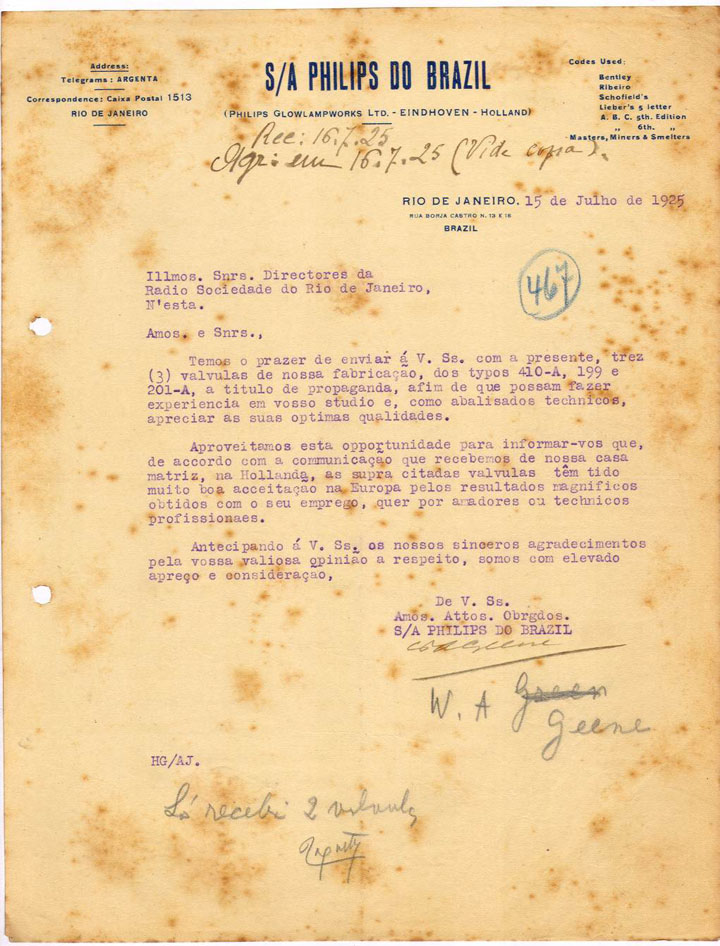 Address:
Telegrams: ARGENTA
Correspondence: Caixa Postal 1513
RIO DE JANEIRO
S/A PHILIPS DO BRAZIL
(PHILIPS GLOWLAMPWORKS LTD. - EINDHOVEN - HOLLAND)
Codes Used:
Bentley
Ribeiro
Schofield's
Lieber's 5 letter
A. B. C. 5th. Edition
„ 6th. „
Masters, Miners & Smelters
Rec: 16.7.25
Agr. em 16.7.25 (Vide copia).
RIO DE JANEIRO, 15 de Julho de 1925
RUA BORJA CASTRO N. 13 E 15
BRAZIL
467
Illmos. Snrs. Directores da
Radio Sociedade do Rio de Janeiro,
N'esta.
Amos. e Snrs.,
Temos o prazer de enviar á V. Ss. com a presente, trez
(3) valvulas de nossa fabricação, dos typos 410-A, 199 e
201-A, a titulo de propaganda, afim de que possam fazer
experiencia em vosso studio e, como abalisados technicos,
apreciar as suas optimas qualidades.
Aproveitamos esta opportunidade para informar-vos que,
de accordo com a communicação que recebemos de nossa casa
matriz, na Hollanda, as supra citadas valvulas têm tido
muito boa acceitação na Europa pelos resultados magnificos
obtidos com o seu emprego, quer por amadores ou technicos
profissionaes.
Antecipando á V. Ss. os nossos sinceros agradecimentos
pela vossa valiosa opinião a respeito, somos com elevado
apreço e consideração,
De V. Ss.
Amos. Attos. Obrgdos.
S/A PHILIPS DO BRAZIL
W. A Green
Geene
HG/AJ.
Só recebi 2 valvulas